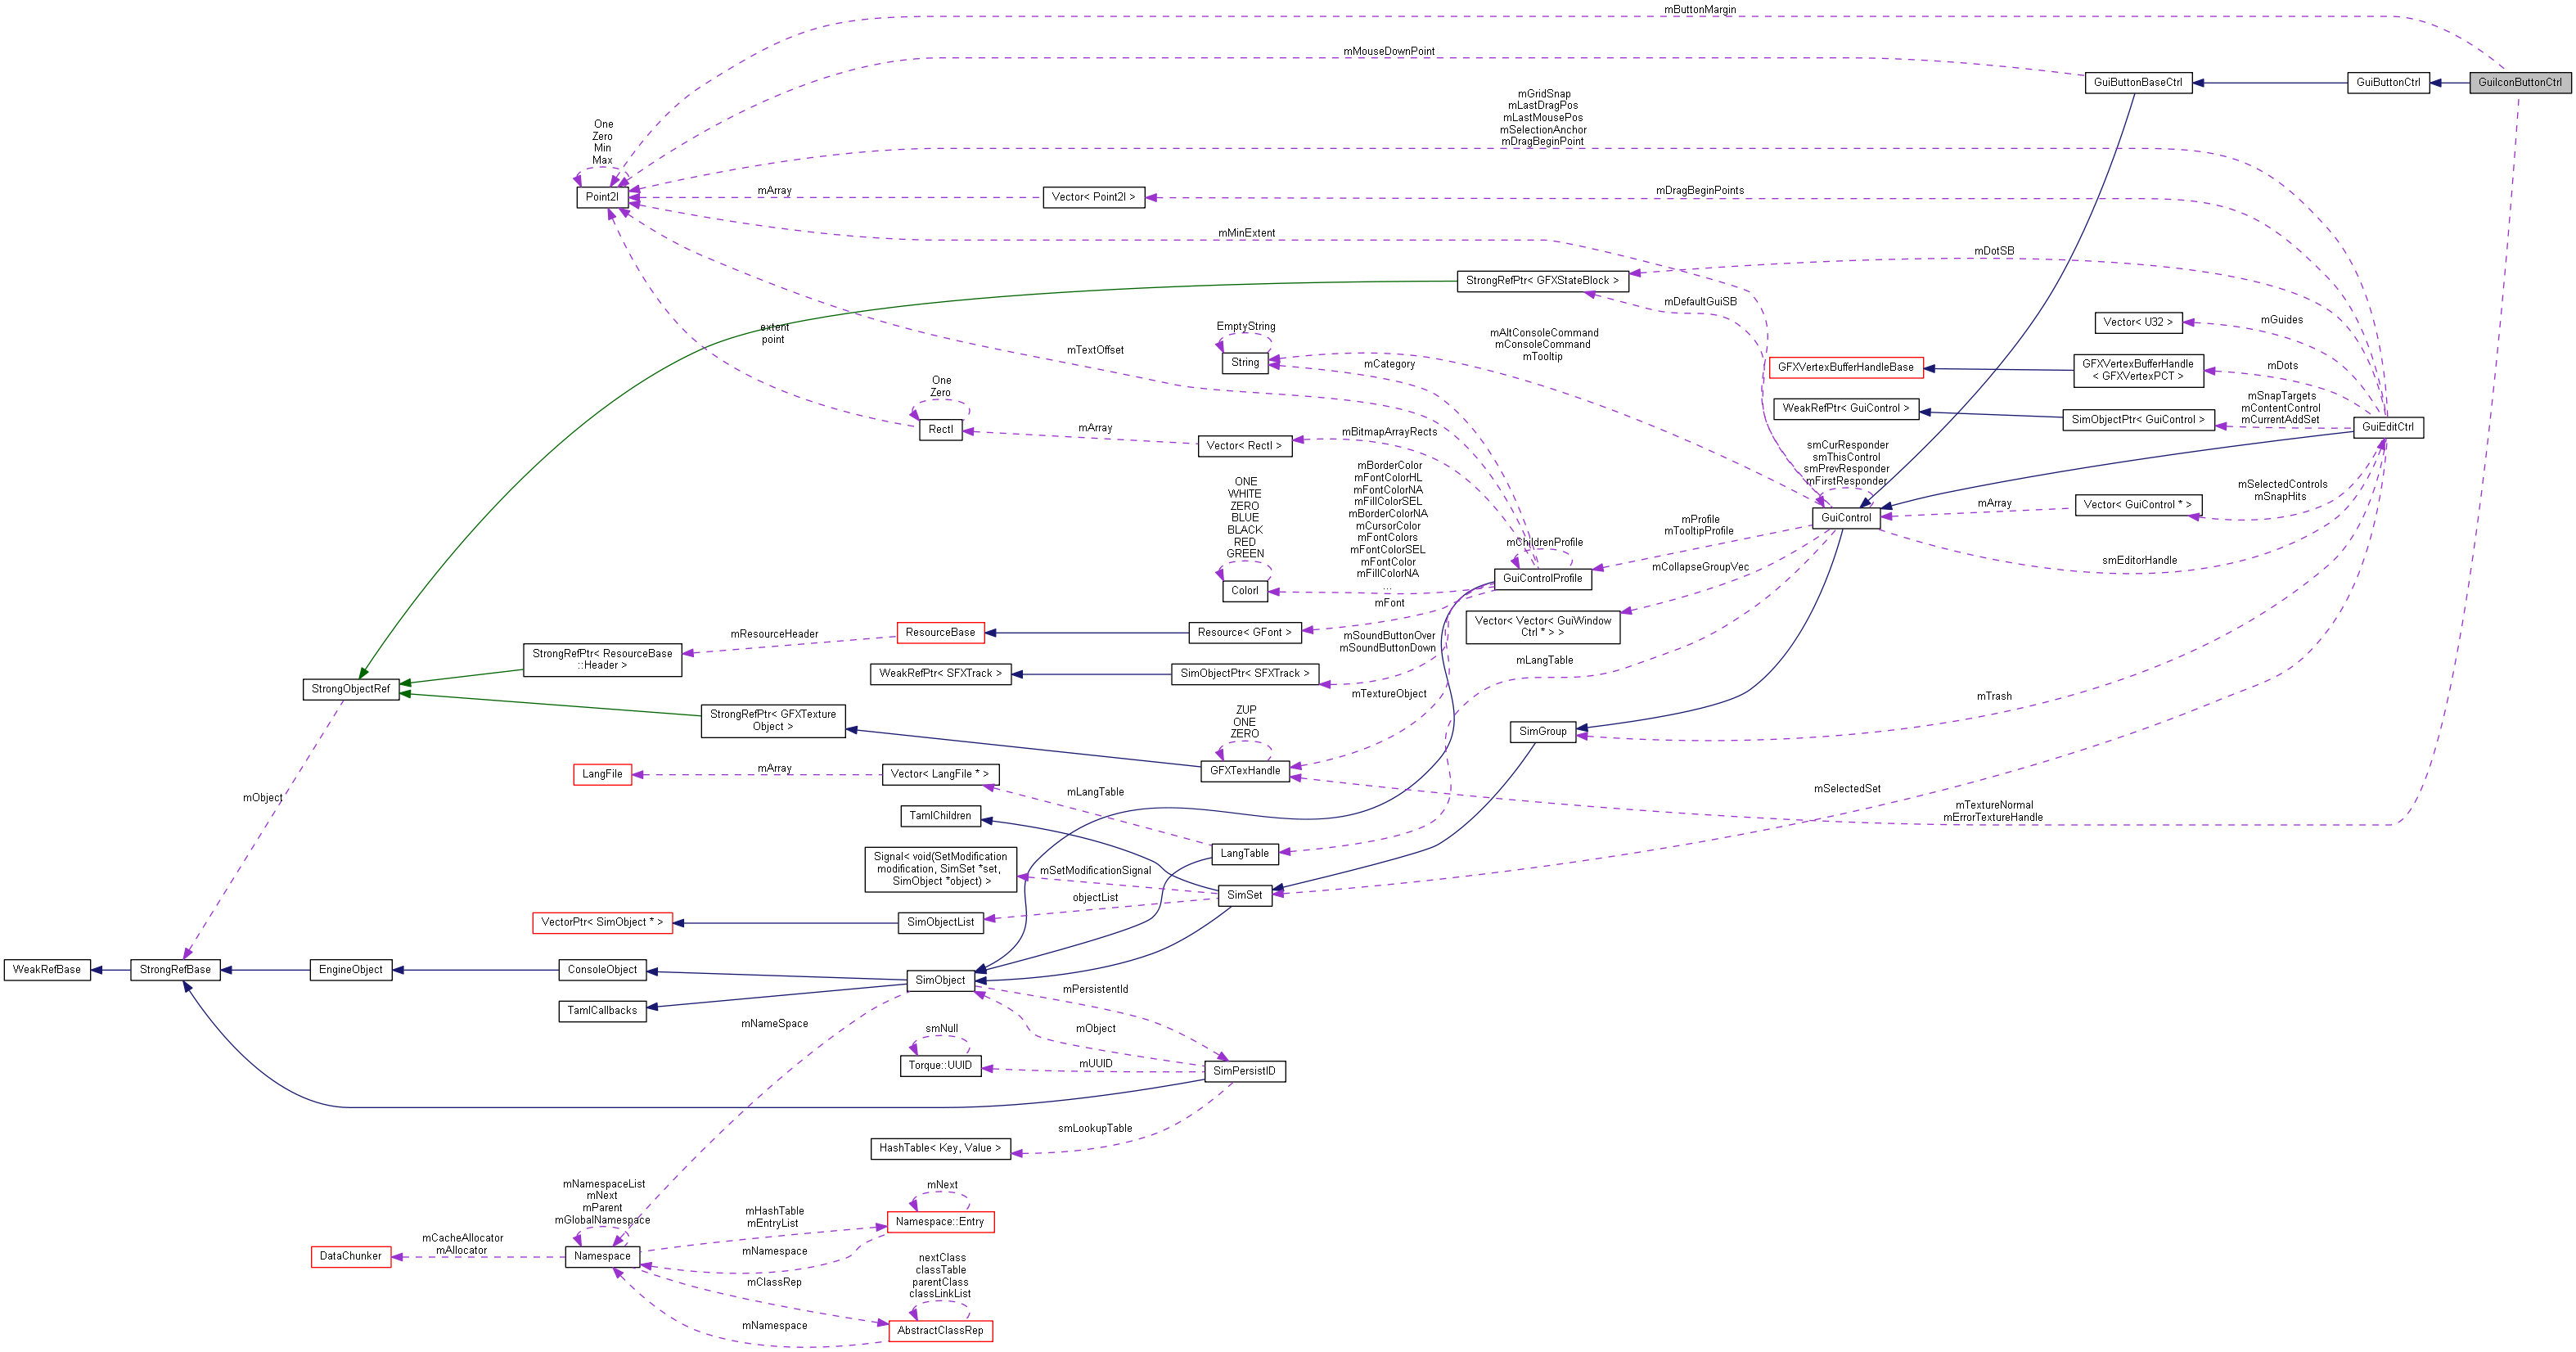 mButtonMargin
mMouseDownPoint
GuiButtonBaseCtrl
GuiButtonCtrl
GuiIconButtonCtrl
mGridSnap
mLastDragPos
mLastMousePos
mSelectionAnchor
mDragBeginPoint
One
Zero
Min
Max
Point2I
mArray
Vector< Point2I >
mDragBeginPoints
mMinExtent
mDotSB
StrongRefPtr< GFXStateBlock >
mDefaultGuiSB
extent
point
EmptyString
String
mTextOffset
mAltConsoleCommand
mConsoleCommand
mTooltip
mCategory
Vector< U32 >
mGuides
GFXVertexBufferHandleBase
GFXVertexBufferHandle
< GFXVertexPCT >
mDots
One
Zero
RectI
mArray
Vector< RectI >
mBitmapArrayRects
WeakRefPtr< GuiControl >
SimObjectPtr< GuiControl >
mSnapTargets
mContentControl
mCurrentAddSet
GuiEditCtrl
smCurResponder
smThisControl
smPrevResponder
mFirstResponder
GuiControl
mArray
Vector< GuiControl * >
mSelectedControls
mSnapHits
smEditorHandle
ONE
WHITE
ZERO
BLUE
BLACK
RED
GREEN
ColorI
mBorderColor
mFontColorHL
mFontColorNA
mFillColorSEL
mBorderColorNA
mCursorColor
mFontColors
mFontColorSEL
mFontColor
mFillColorNA
...
mProfile
mTooltipProfile
mChildrenProfile
GuiControlProfile
mCollapseGroupVec
Vector< Vector< GuiWindow
Ctrl * > >
mFont
Resource< GFont >
ResourceBase
mResourceHeader
StrongRefPtr< ResourceBase
::Header >
StrongObjectRef
mSoundButtonOver
mSoundButtonDown
SimObjectPtr< SFXTrack >
WeakRefPtr< SFXTrack >
mLangTable
mTextureObject
StrongRefPtr< GFXTexture
Object >
ZUP
ONE
ZERO
GFXTexHandle
SimGroup
mTrash
mSelectedSet
mTextureNormal
mErrorTextureHandle
mObject
LangFile
mArray
Vector< LangFile * >
mLangTable
LangTable
TamlChildren
Signal< void(SetModification
modification, SimSet *set,
SimObject *object) >
mSetModificationSignal
SimSet
objectList
SimObjectList
VectorPtr< SimObject * >
WeakRefBase
StrongRefBase
EngineObject
ConsoleObject
SimObject
TamlCallbacks
mPersistentId
mNameSpace
mObject
smNull
Torque::UUID
mUUID
SimPersistID
smLookupTable
HashTable< Key, Value >
mNamespaceList
mNext
mParent
mGlobalNamespace
Namespace
mCacheAllocator
mAllocator
DataChunker
mHashTable
mEntryList
mNext
Namespace::Entry
mNamespace
mClassRep
nextClass
classTable
parentClass
classLinkList
AbstractClassRep
mNamespace